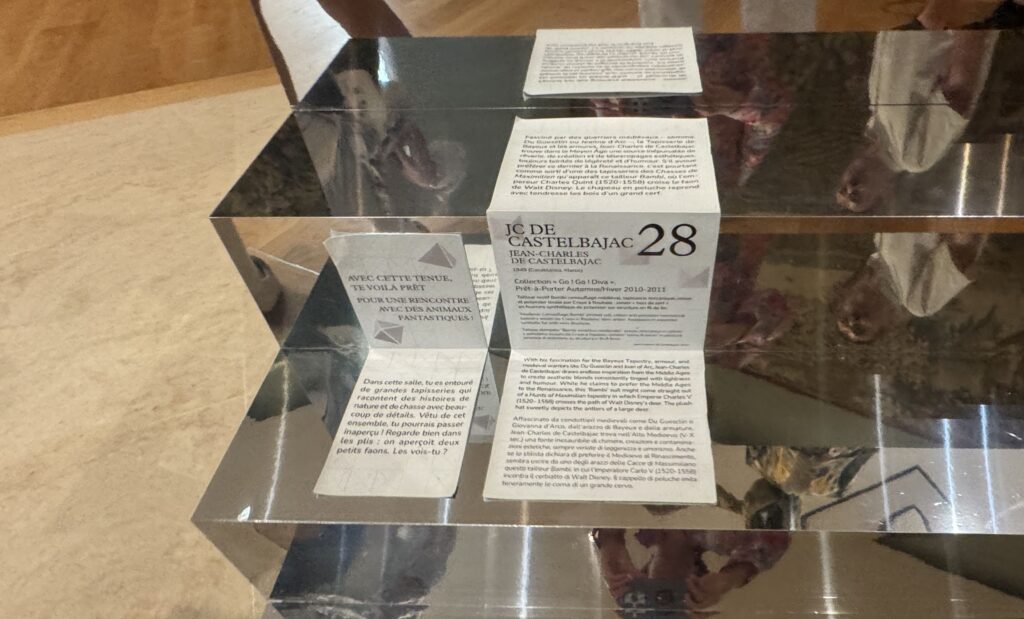 Fasciné par des guerriers médiévaux – comme
Du Guesclin ou Jeanne d'Arc – la Tapisserie de
Bayeux et les armures, Jean-Charles de Castelbajac
trouve dans le Moyen Âge une source inépuisable de
rêverie, de création et de télescopages esthétiques,
toujours teintés de légèreté et d'humour. S'il avoue
préférer ce dernier à la Renaissance, c'est pourtant
comme sorti d'une des tapisseries des Chasses de
Maximilien qu'apparaît ce tailleur Bambi, où l'em-
pereur Charles Quint (1520-1558) croise le faon
de Walt Disney. Le chapeau en peluche reprend
avec tendresse les bois d'un grand cerf.
JC DE
CASTELBAJAC 28
JEAN-CHARLES
DE CASTELBAJAC
1949 (Casablanca, Maroc)
Collection « Go ! Go ! Diva »,
Prêt-à-Porter Automne/Hiver 2010-2011
With his fascination for the Bayeux Tapestry, armour, and
medieval warriors like Du Guesclin and Joan of Arc, Jean-Charles
de Castelbajac draws endless inspiration from the Middle Ages
to create aesthetic blends constantly tinged with lightness
and humour. While he claims to prefer the Middle Ages
to the Renaissance, this 'Bambi' suit might come straight out
of a Hunts of Maximilian tapestry in which Emperor Charles V
(1520-1558) crosses the path of Walt Disney's deer. The plush
hat sweetly depicts the antlers of a large deer.
Affascinato da condottieri medievali come Du Guesclin o
Giovanna d'Arco, dall'arazzo di Bayeux e dalle armature,
Jean-Charles de Castelbajac trova nell'Alto Medioevo (V-X
sec.) una fonte inesauribile di chimere, creazioni e contamina-
zioni estetiche, sempre venate di leggerezza e umorismo. Anche
se lo stilista dichiara di preferire il Medioevo al Rinascimento,
sembra uscire da uno degli arazzi delle Cacce di Massimiliano
questo tailleur Bambi, in cui l'imperatore Carlo V (1520-1558)
incontra il cerbiatto di Walt Disney. Il cappello di peluche imita
teneramente le corna di un grande cervo.
AVEC CETTE TENUE,
TE VOILÀ PRÊT
POUR UNE RENCONTRE
AVEC DES ANIMAUX
FANTASTIQUES !
Dans cette salle, tu es entouré
de grandes tapisseries qui
racontent des histoires de
nature et de chasse avec beau-
coup de détails. Vêtu de cet
ensemble, tu pourrais passer
inaperçu ! Regarde bien dans
les plis : on aperçoit deux
petits faons. Les vois-tu ?